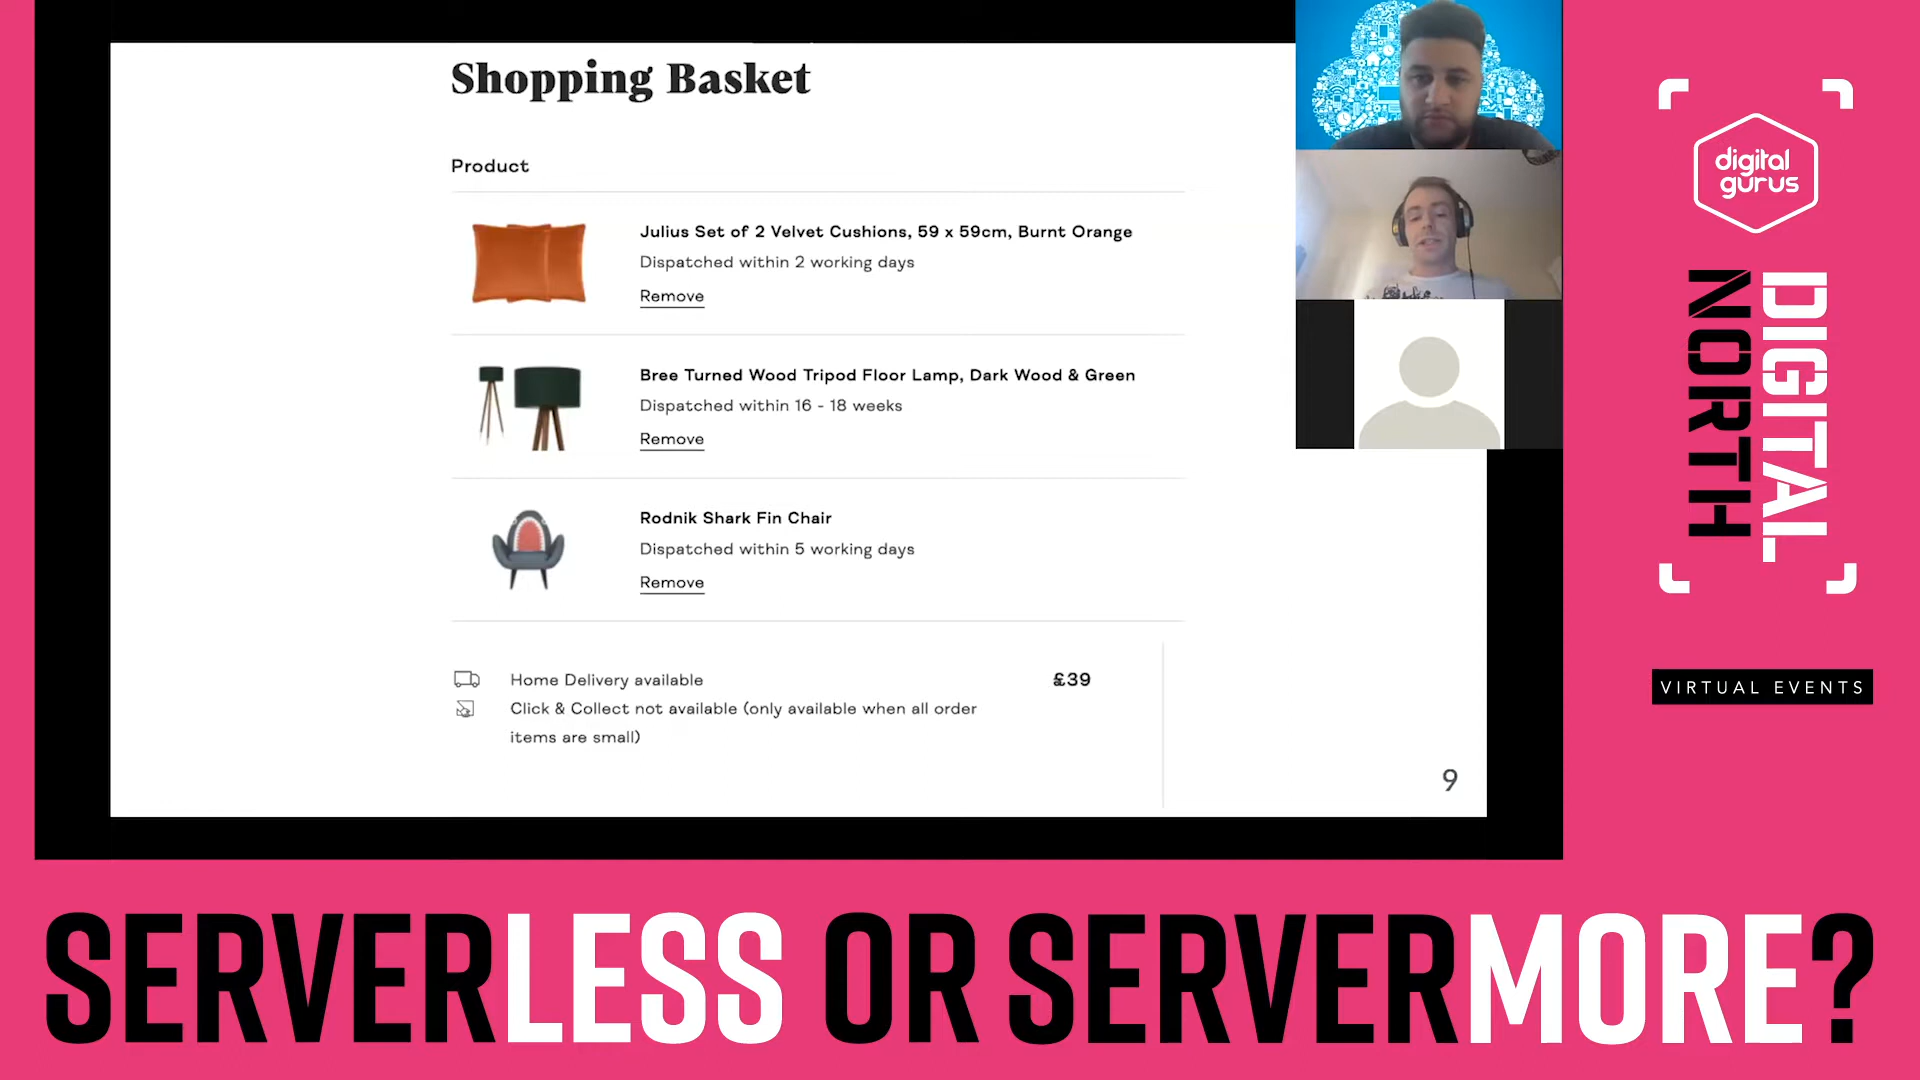 Shopping Basket
Product
Julius Set of 2 Velvet Cushions, 59 x 59cm, Burnt Orange
Dispatched within 2 working days
Remove
Bree Turned Wood Tripod Floor Lamp, Dark Wood & Green
Dispatched within 16 - 18 weeks
Remove
Rodnik Shark Fin Chair
Dispatched within 5 working days
Remove
Home Delivery available £39
Click & Collect not available (only available when all order
items are small)
9
digital
gurus
DIGITAL
NORTH
VIRTUAL EVENTS
SERVERLESS OR SERVERMORE?